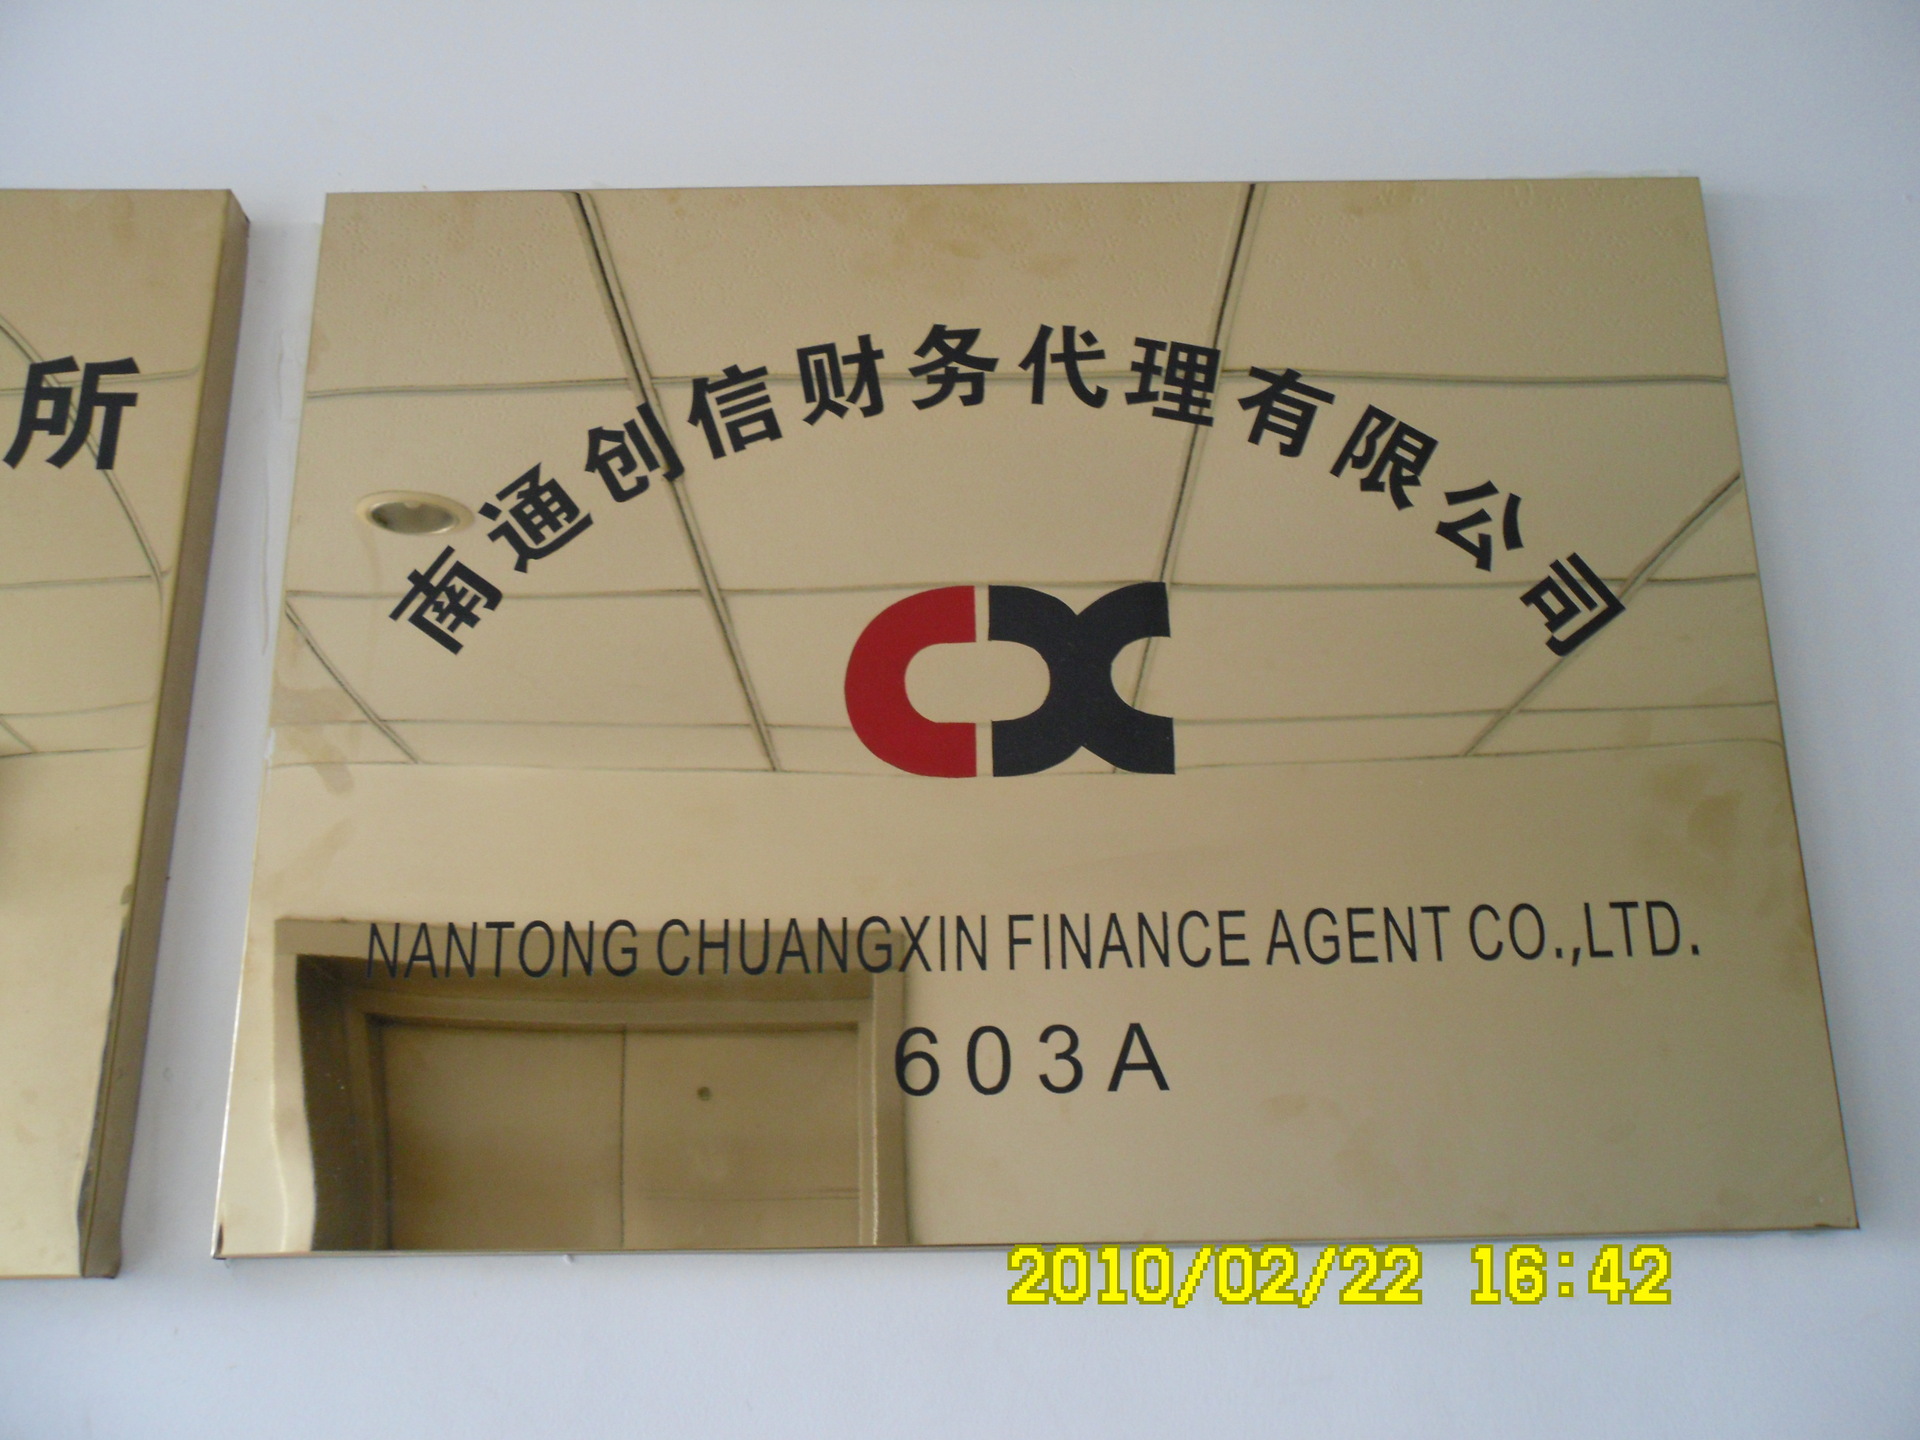 所
南通创信财务代理有限公司
CX
NANTONG CHUANGXIN FINANCE AGENT CO.,LTD.
603A
2010/02/22 16:42